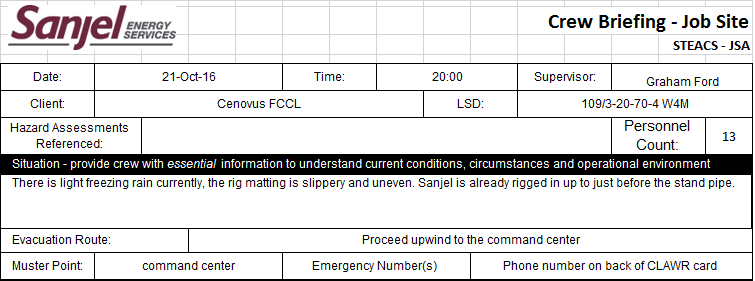 Sanjel ENERGY SERVICES
Crew Briefing - Job Site
STEACS - JSA
Date: 21-Oct-16 Time: 20:00 Supervisor: Graham Ford
Client: Cenovus FCCL LSD: 109/3-20-70-4 W4M
Hazard Assessments
Referenced:
Personnel
Count: 13
Situation - provide crew with essential information to understand current conditions, circumstances and operational environment
There is light freezing rain currently, the rig matting is slippery and uneven. Sanjel is already rigged in up to just before the stand pipe.
Evacuation Route: Proceed upwind to the command center
Muster Point: command center Emergency Number(s) Phone number on back of CLAWR card